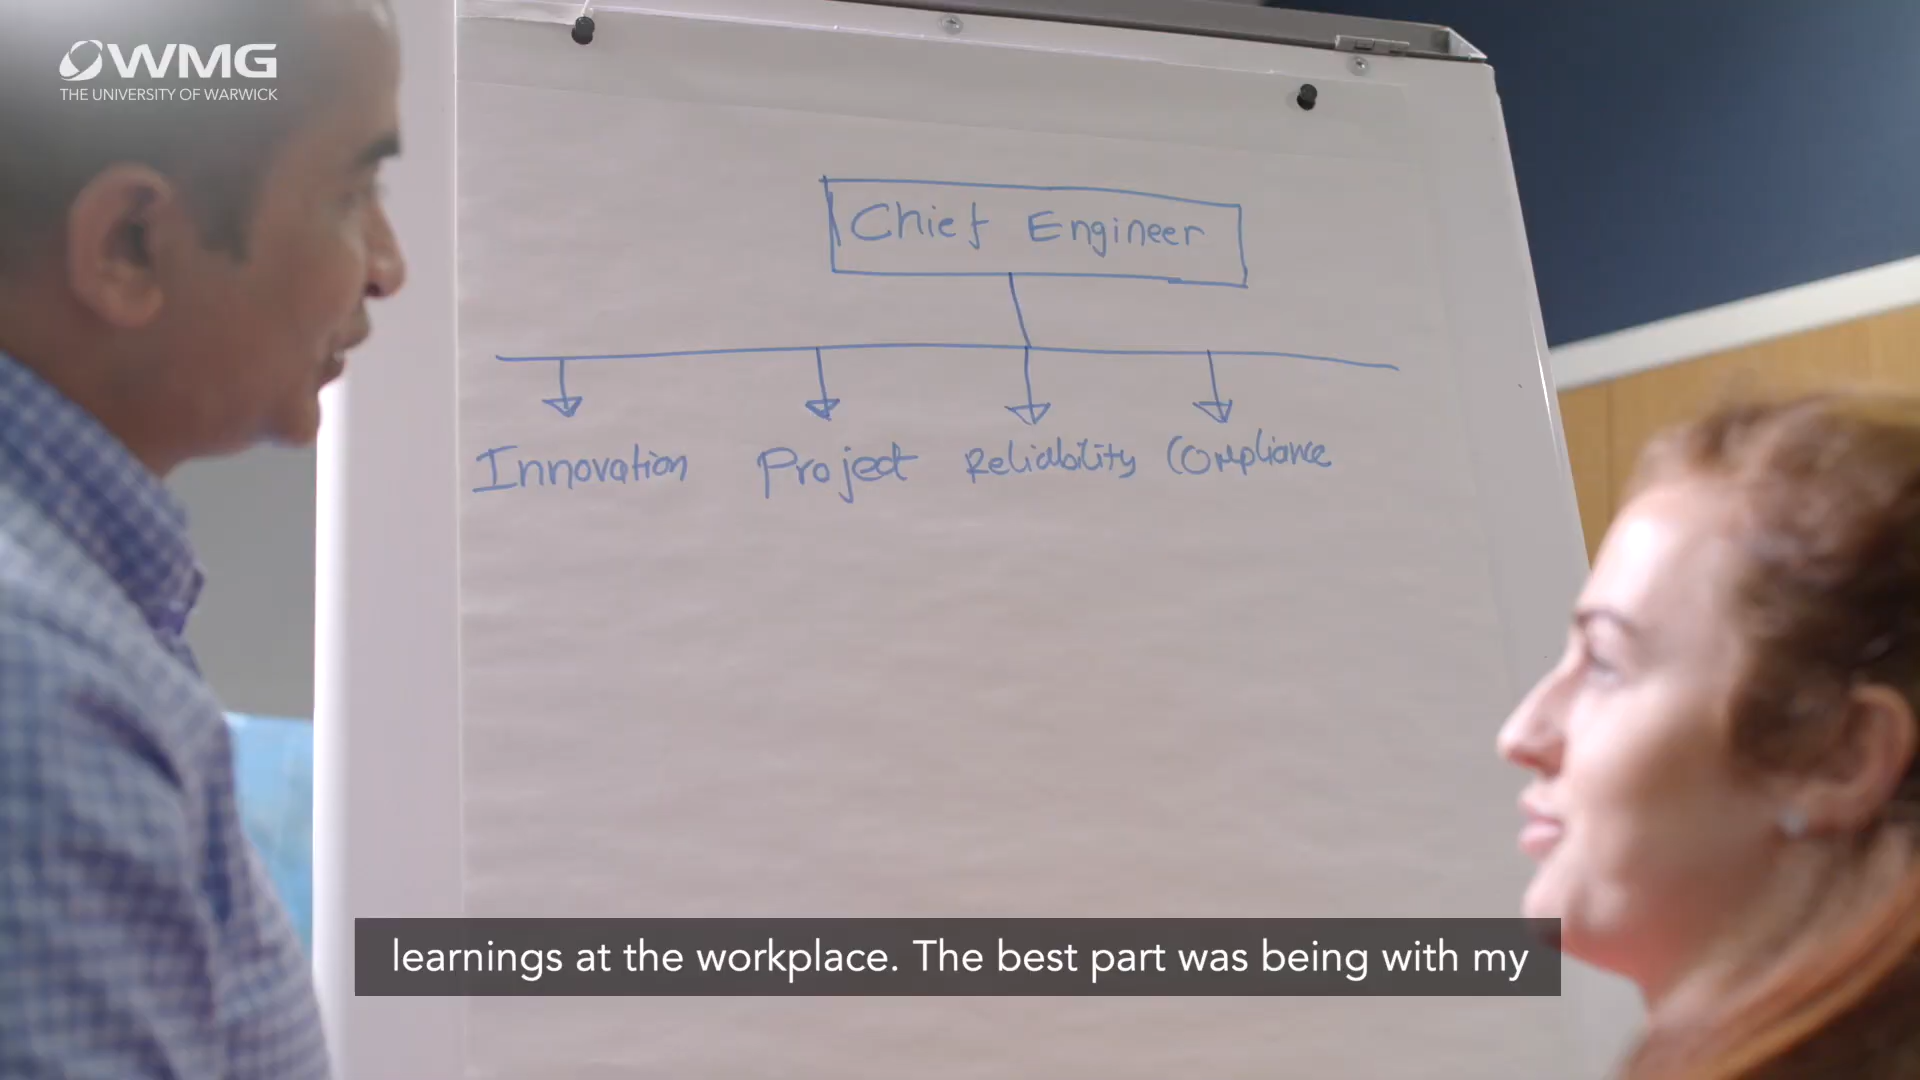 WMG
THE UNIVERSITY OF WARWICK
Chief Engineer
Innovation Project Reliability Compliance
learnings at the workplace. The best part was being with my